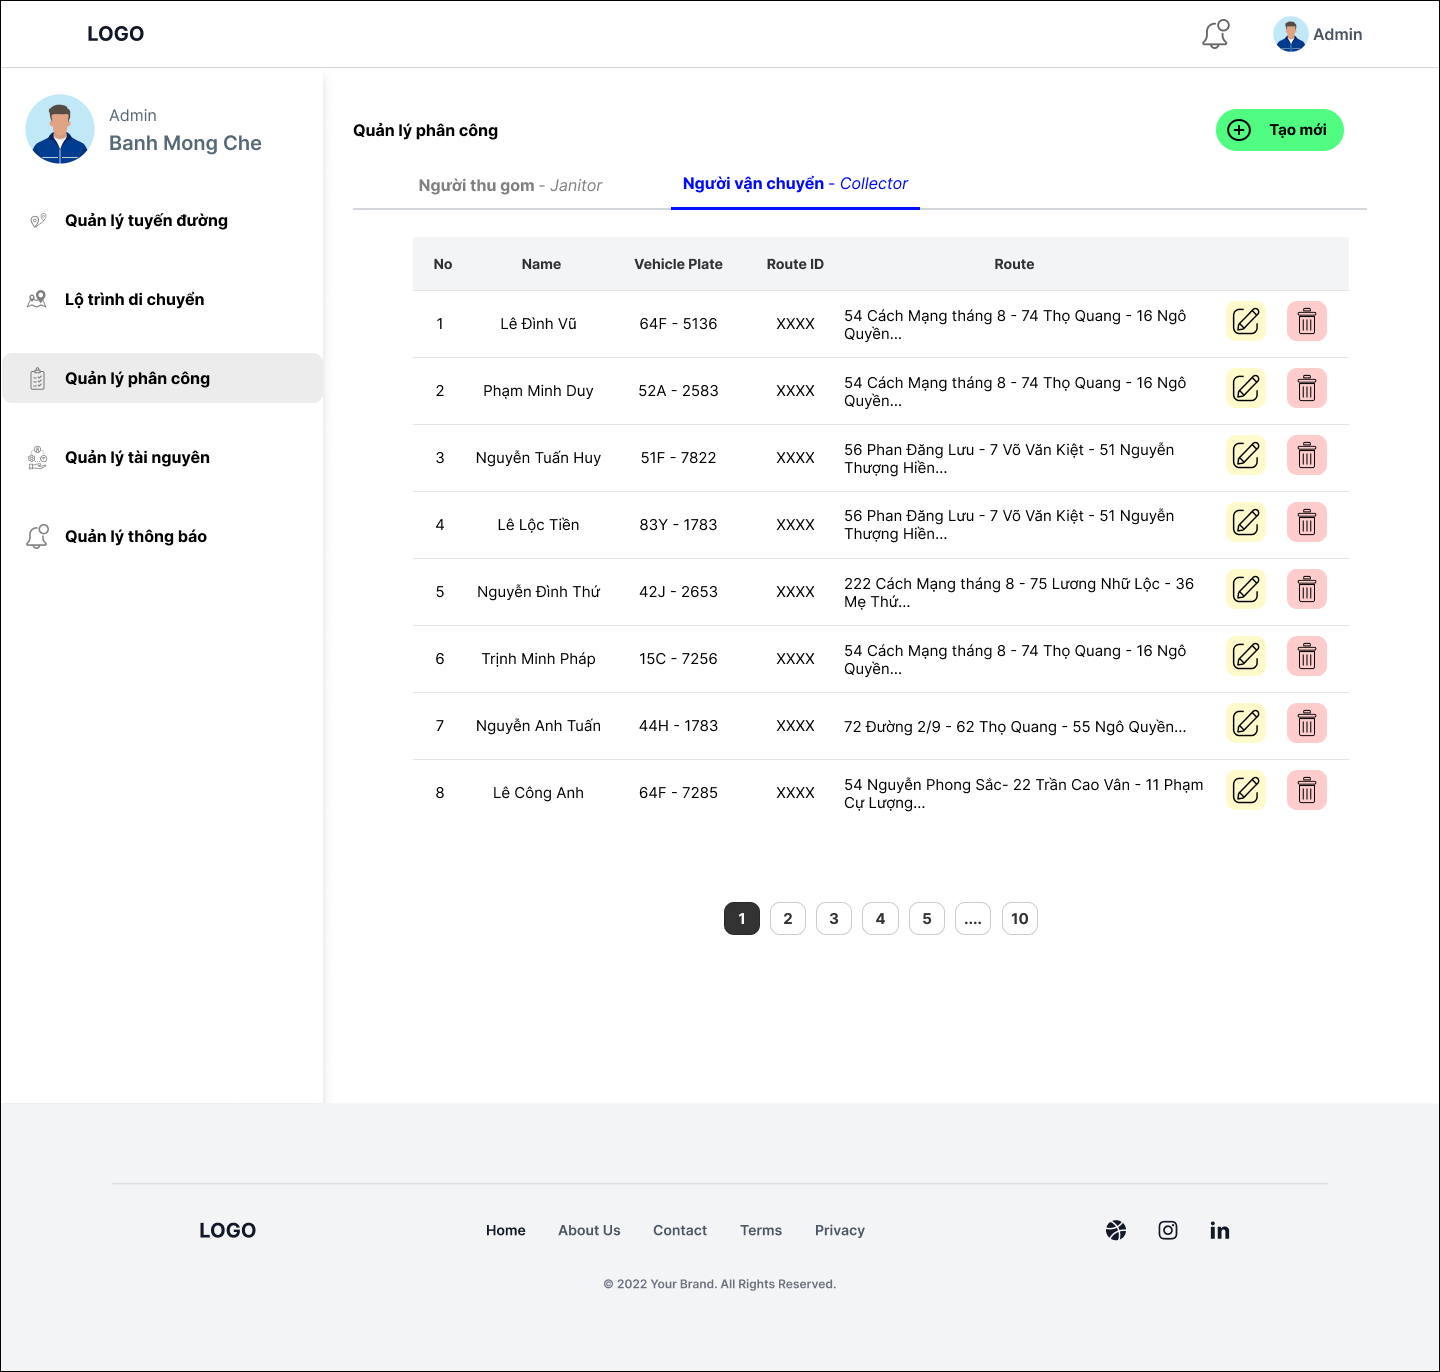 LOGO
Admin
Admin
Banh Mong Che
Quản lý tuyến đường
Lộ trình di chuyển
Quản lý phân công
Quản lý tài nguyên
Quản lý thông báo
Quản lý phân công
Tạo mới
Người thu gom - Janitor
Người vận chuyển - Collector
No Name Vehicle Plate Route ID Route
1 Lê Đình Vũ 64F - 5136 XXXX 54 Cách Mạng tháng 8 - 74 Thọ Quang - 16 Ngô
Quyền...
2 Phạm Minh Duy 52A - 2583 XXXX 54 Cách Mạng tháng 8 - 74 Thọ Quang - 16 Ngô
Quyền...
3 Nguyễn Tuấn Huy 51F - 7822 XXXX 56 Phan Đăng Lưu - 7 Võ Văn Kiệt - 51 Nguyễn
Thượng Hiền...
4 Lê Lộc Tiền 83Y - 1783 XXXX 56 Phan Đăng Lưu - 7 Võ Văn Kiệt - 51 Nguyễn
Thượng Hiền...
5 Nguyễn Đình Thứ 42J - 2653 XXXX 222 Cách Mạng tháng 8 - 75 Lương Nhữ Lộc - 36
Mẹ Thứ...
6 Trịnh Minh Pháp 15C - 7256 XXXX 54 Cách Mạng tháng 8 - 74 Thọ Quang - 16 Ngô
Quyền...
7 Nguyễn Anh Tuấn 44H - 1783 XXXX 72 Đường 2/9 - 62 Thọ Quang - 55 Ngô Quyền...
8 Lê Công Anh 64F - 7285 XXXX 54 Nguyễn Phong Sắc- 22 Trần Cao Vân - 11 Phạm
Cự Lượng...
1 2 3 4 5 .... 10
LOGO
Home About Us Contact Terms Privacy
© 2022 Your Brand. All Rights Reserved.